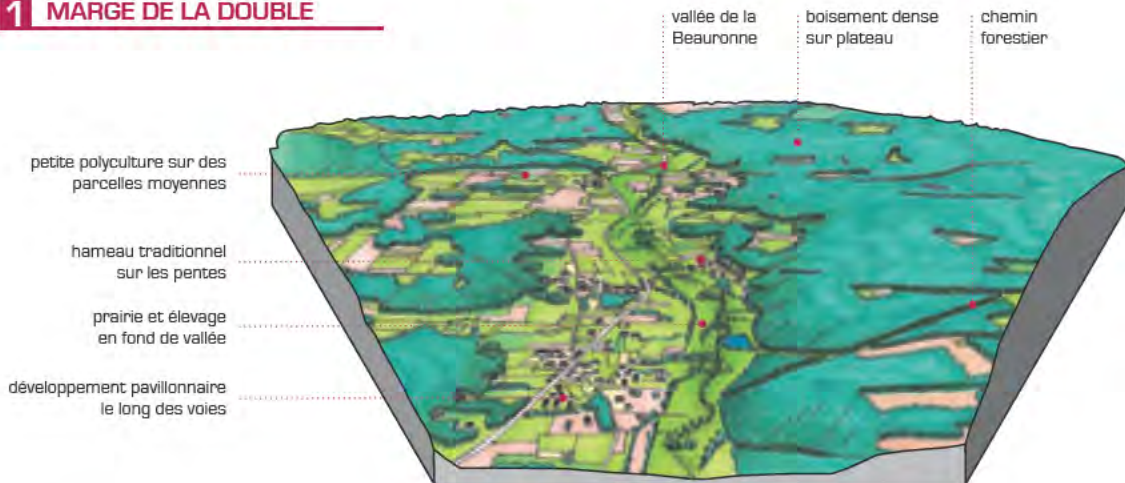 1 MARGE DE LA DOUBLE
vallée de la
Beauronne
boisement dense
sur plateau
chemin
forestier
petite polyculture sur des
parcelles moyennes
hameau traditionnel
sur les pentes
prairie et élevage
en fond de vallée
développement pavillonnaire
le long des voies